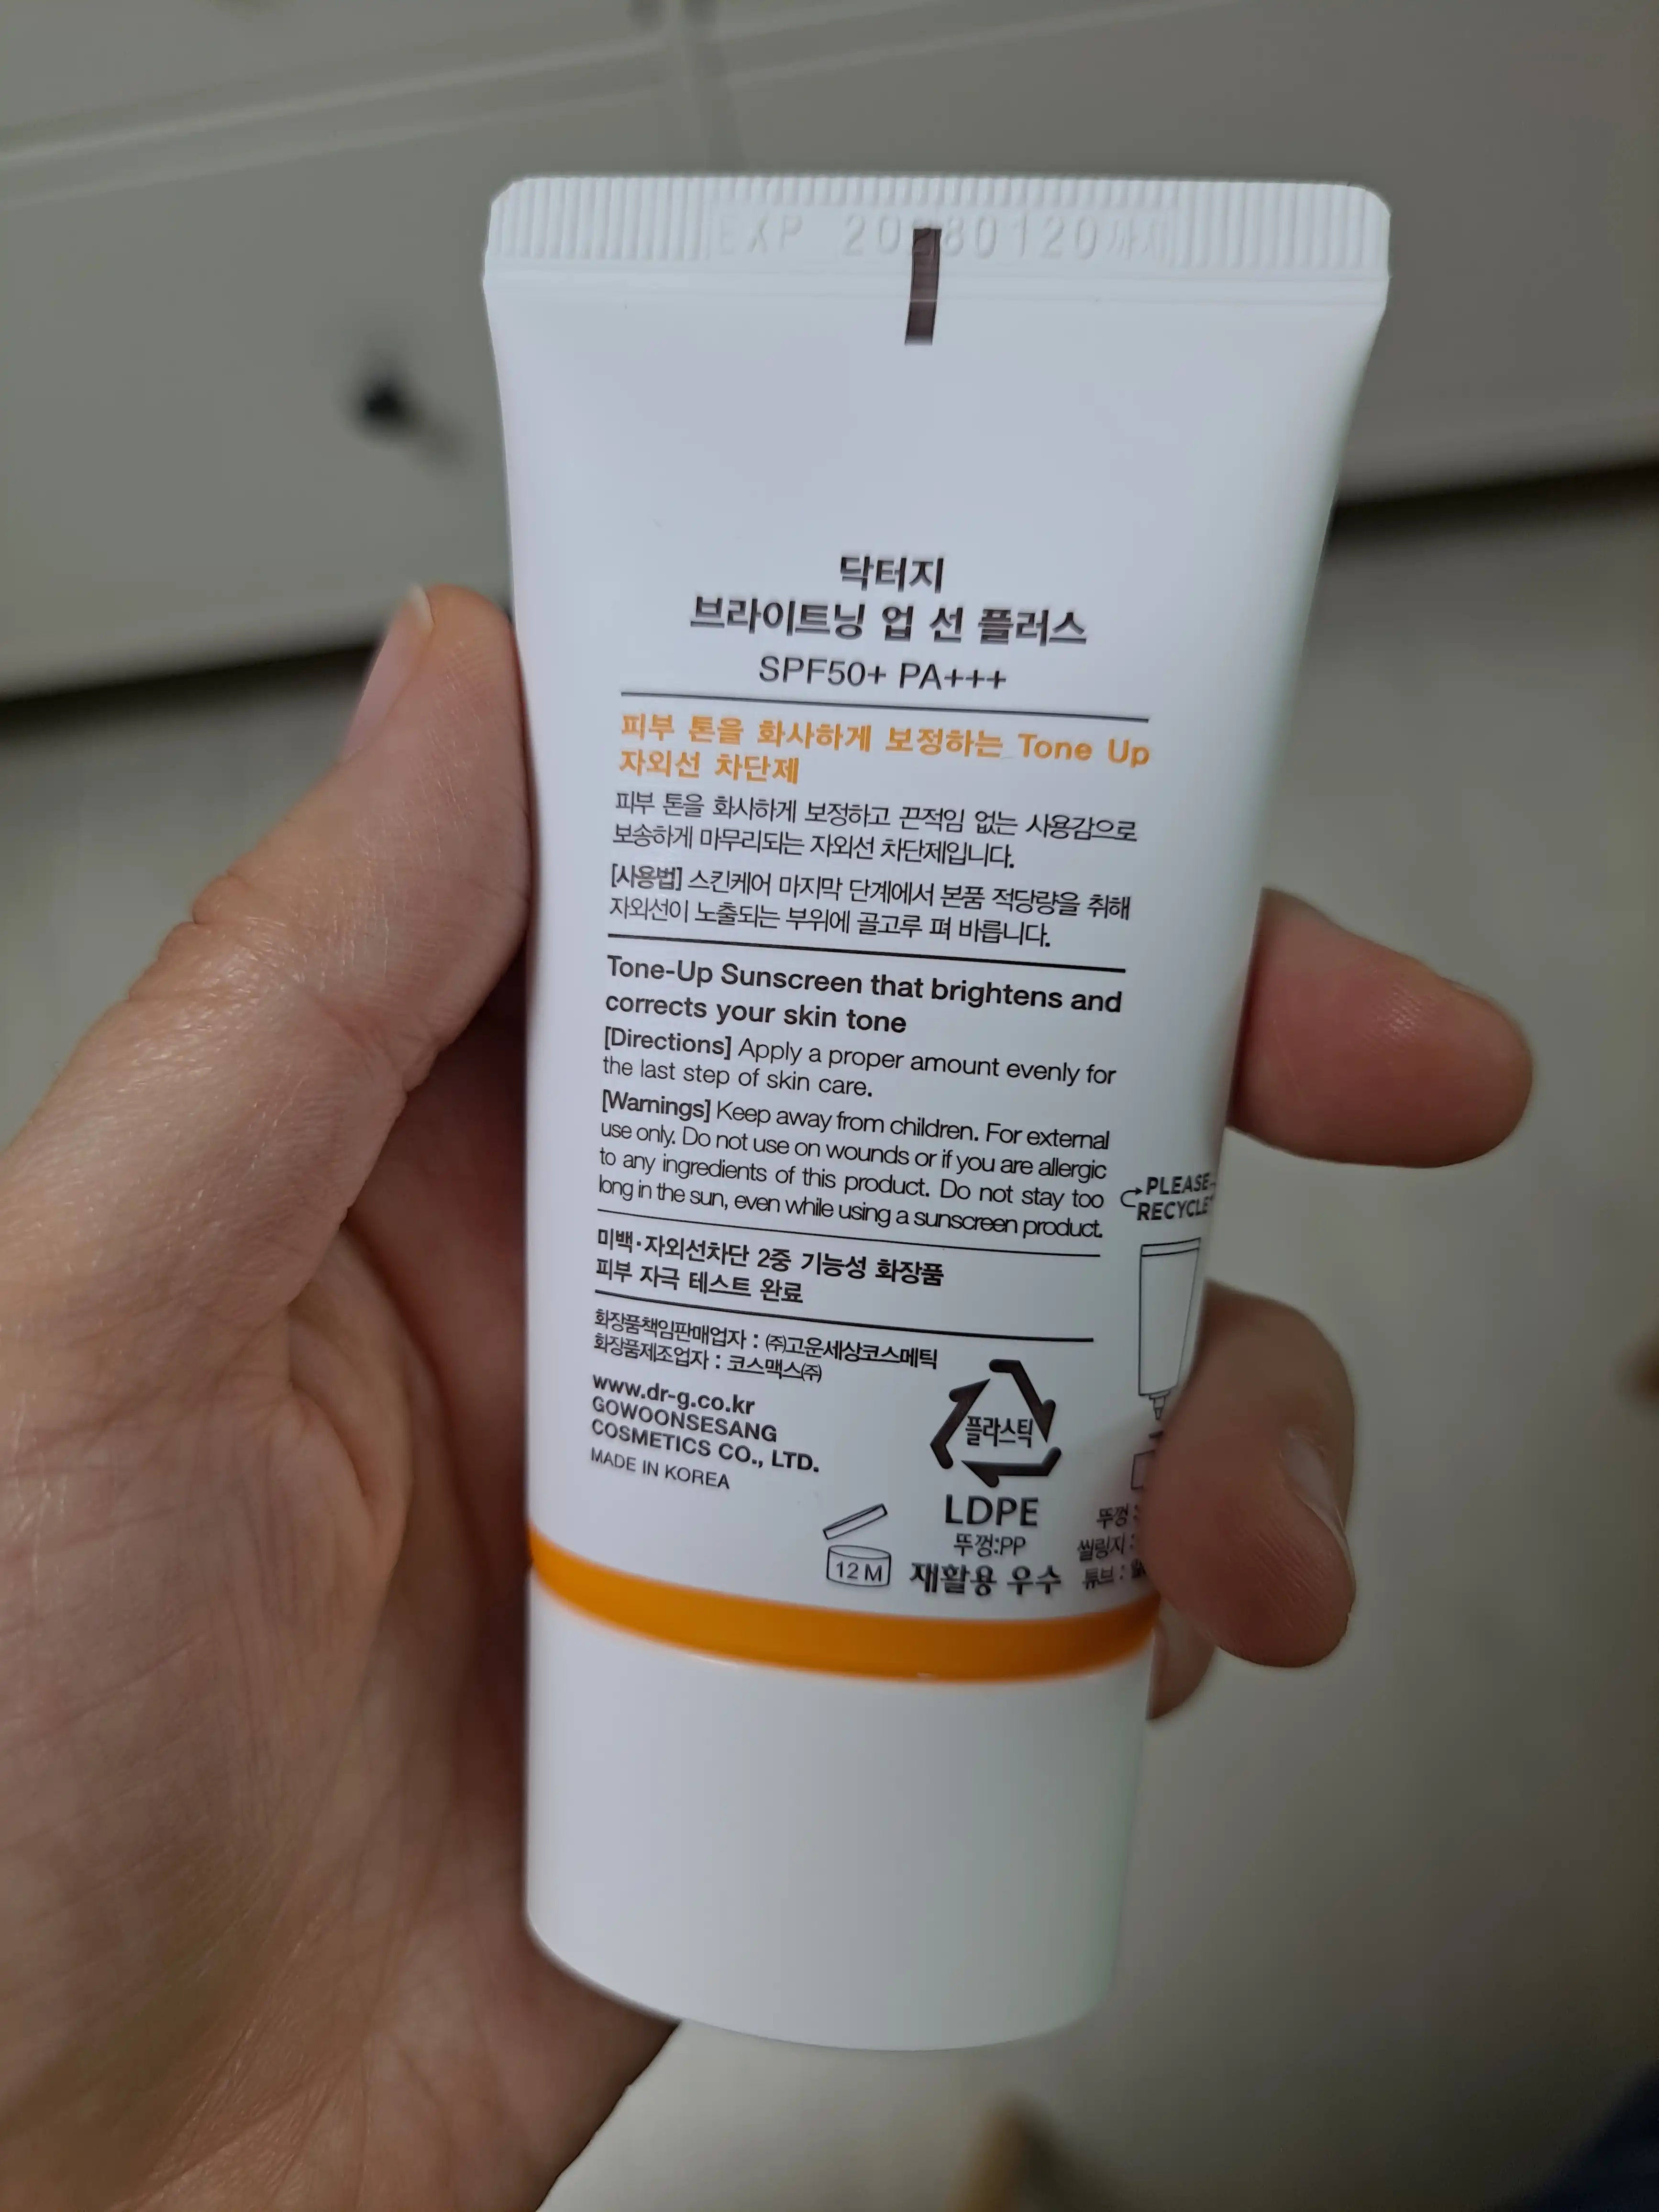 EXP 20280120까지
닥터지
브라이트닝 업 선 플러스
SPF50+ PA+++
피부 톤을 화사하게 보정하는 Tone Up
자외선 차단제
피부 톤을 화사하게 보정하고 끈적임 없는 사용감으로
보송하게 마무리되는 자외선 차단제입니다.
[사용법] 스킨케어 마지막 단계에서 본품 적당량을 취해
자외선이 노출되는 부위에 골고루 펴 바릅니다.
Tone-Up Sunscreen that brightens and
corrects your skin tone
[Directions] Apply a proper amount evenly for
the last step of skin care.
[Warnings] Keep away from children. For external
use only. Do not use on wounds or if you are allergic
to any ingredients of this product. Do not stay too
long in the sun, even while using a sunscreen product.
PLEASE
RECYCLE
미백·자외선차단 2중 기능성 화장품
피부 자극 테스트 완료
화장품책임판매업자 : ㈜고운세상코스메틱
화장품제조업자 : 코스맥스㈜
www.dr-g.co.kr
GOWOONSESANG
COSMETICS CO., LTD.
MADE IN KOREA
플라스틱
LDPE
뚜껑:PP
재활용 우수
12 M
뚜껑 :
씰링지 :
튜브 :